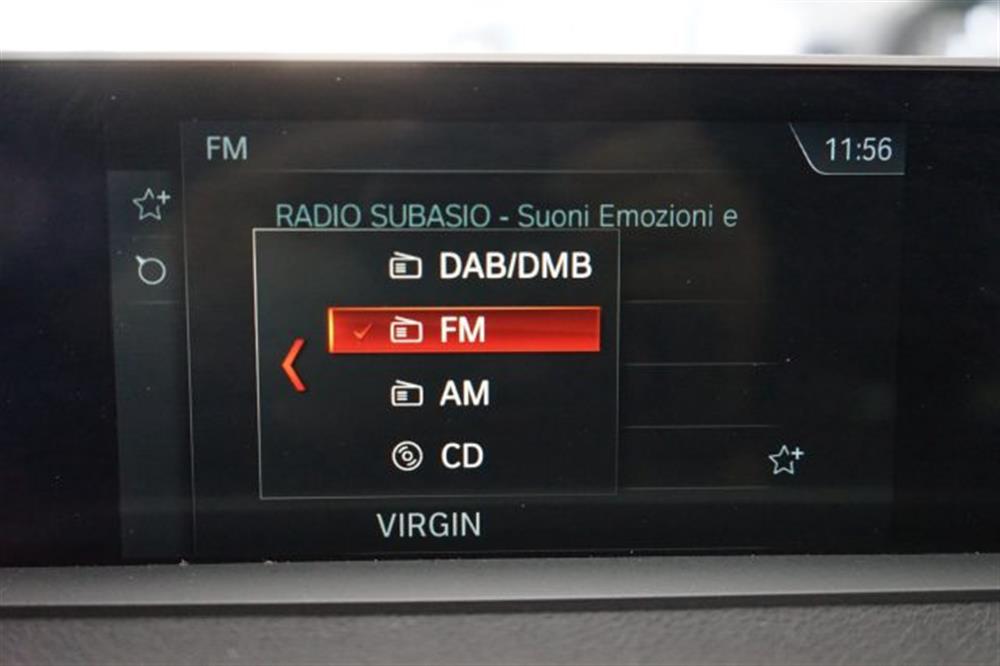 FM
11:56
RADIO SUBASIO - Suoni Emozioni e
DAB/DMB
FM
AM
CD
VIRGIN